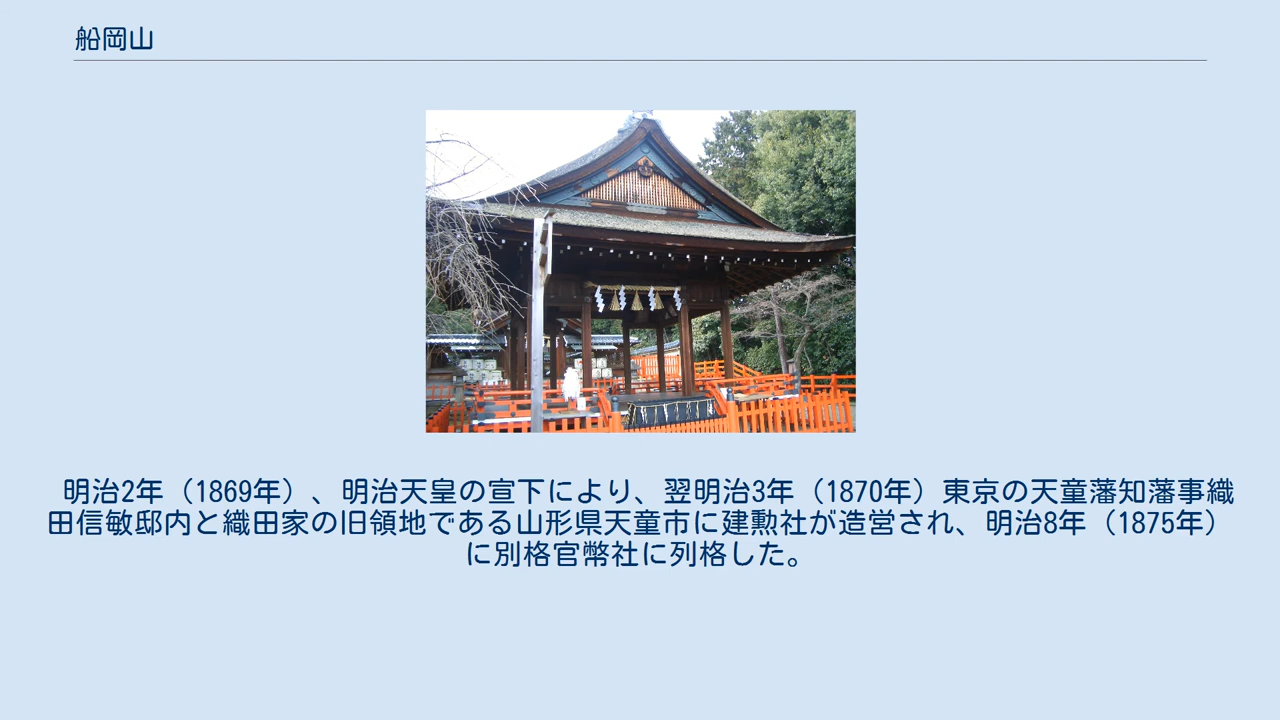 船岡山
明治2年（1869年）、明治天皇の宣下により、翌明治3年（1870年）東京の天童藩知藩事織
田信敏邸内と織田家の旧領地である山形県天童市に建勲社が造営され、明治8年（1875年）
に別格官幣社に列格した。